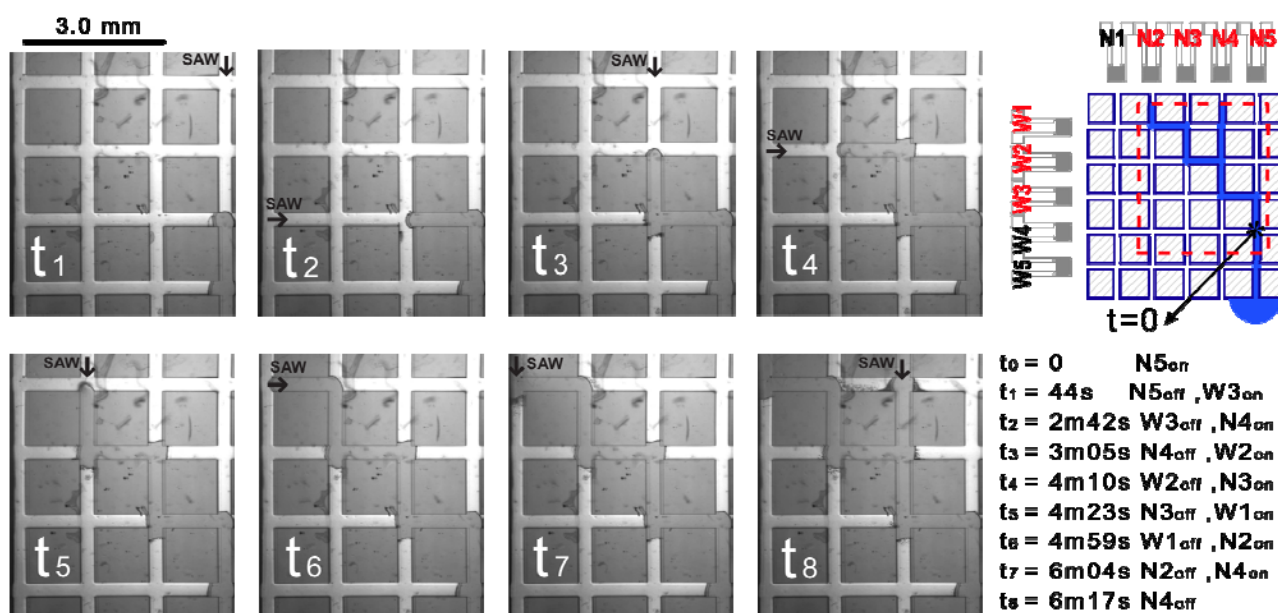 3.0 mm
SAW
t1
SAW
t2
SAW
t3
SAW
t4
N1 N2 N3 N4 N5
W1
W2
W3
W4
W5
t=0
SAW
t5
SAW
t6
SAW
t7
SAW
t8
t0 = 0 N5on
t1 = 44s N5off ,W3on
t2 = 2m42s W3off ,N4on
t3 = 3m05s N4off ,W2on
t4 = 4m10s W2off ,N3on
t5 = 4m23s N3off ,W1on
t6 = 4m59s W1off ,N2on
t7 = 6m04s N2off ,N4on
t8 = 6m17s N4off